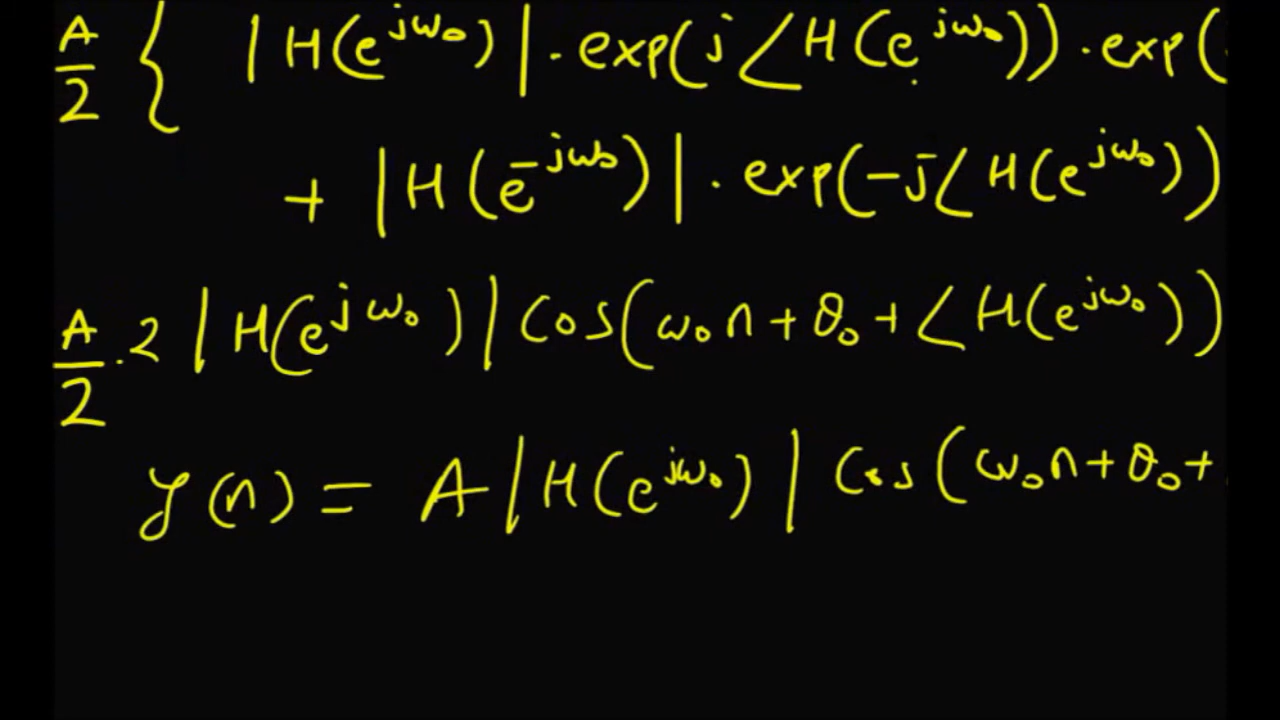 A/2 { |H(e^{jω₀})| . exp(j∠H(e^{jω₀})) . exp(
+ |H(e^{-jω₀})| . exp(-j∠H(e^{jω₀}))
A/2 . 2 |H(e^{jω₀})| Cos(ω₀n + θ₀ + ∠H(e^{jω₀}))
y(n) = A |H(e^{jω₀})| Cos(ω₀n + θ₀ +